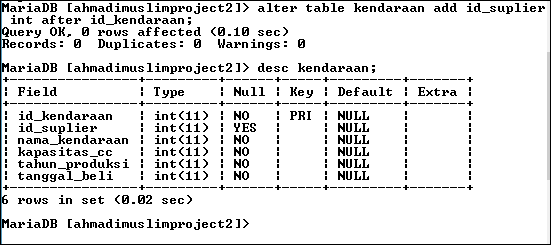 MariaDB [ahmadimuslimproject2]> alter table kendaraan add id_suplier
 int after id_kendaraan;
Query OK, 0 rows affected (0.10 sec)
Records: 0  Duplicates: 0  Warnings: 0
MariaDB [ahmadimuslimproject2]> desc kendaraan;
+----------------+---------+------+-----+---------+-------+
| Field          | Type    | Null | Key | Default | Extra |
+----------------+---------+------+-----+---------+-------+
| id_kendaraan   | int(11) | NO   | PRI | NULL    |       |
| id_suplier     | int(11) | YES  |     | NULL    |       |
| nama_kendaraan | int(11) | NO   |     | NULL    |       |
| kapasitas_cc   | int(11) | NO   |     | NULL    |       |
| tahun_produksi | int(11) | NO   |     | NULL    |       |
| tanggal_beli   | int(11) | NO   |     | NULL    |       |
+----------------+---------+------+-----+---------+-------+
6 rows in set (0.02 sec)
MariaDB [ahmadimuslimproject2]>